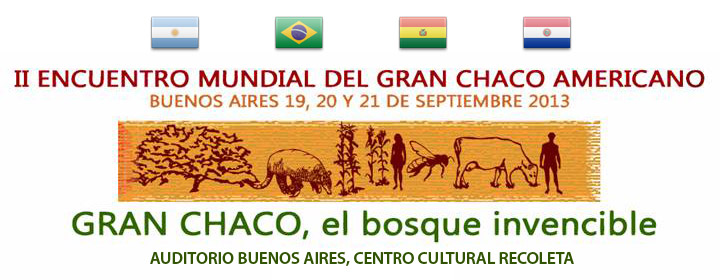 II ENCUENTRO MUNDIAL DEL GRAN CHACO AMERICANO
BUENOS AIRES 19, 20 Y 21 DE SEPTIEMBRE 2013
GRAN CHACO, el bosque invencible
AUDITORIO BUENOS AIRES, CENTRO CULTURAL RECOLETA